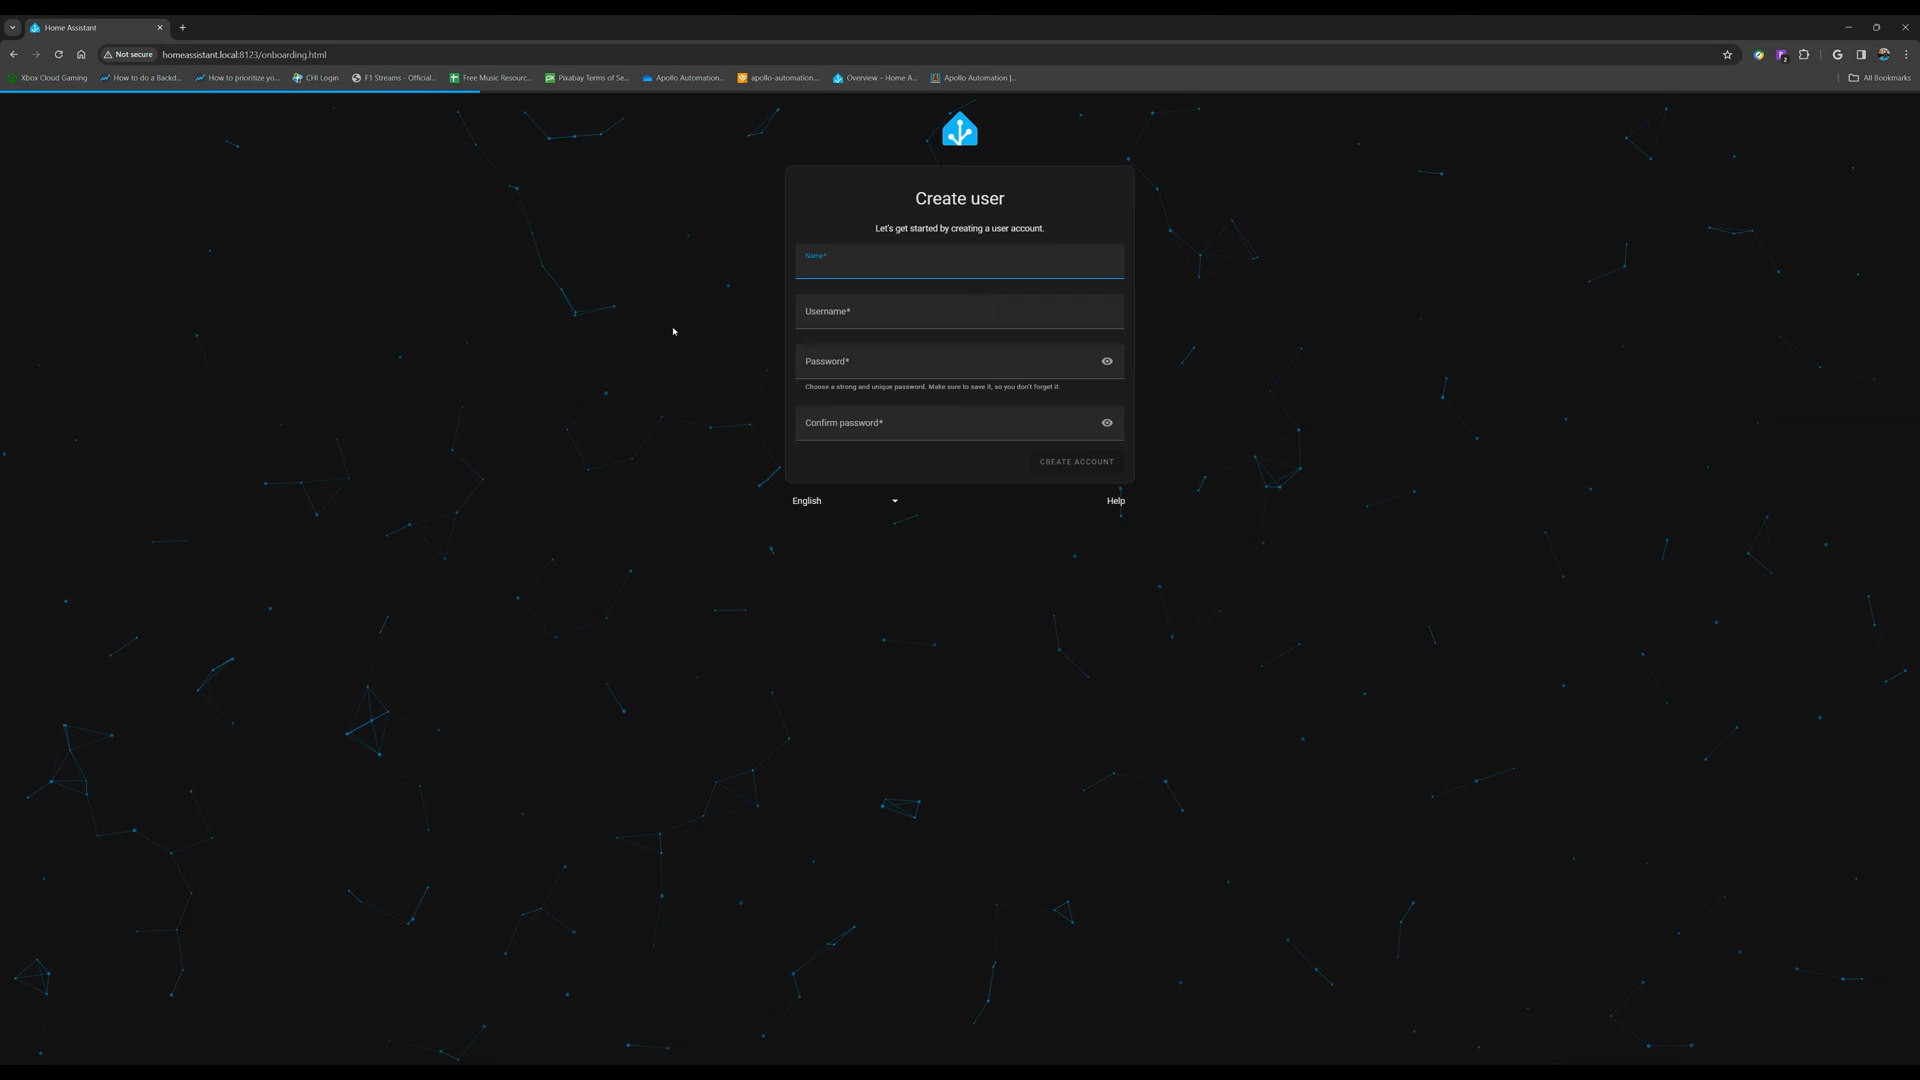 Home Assistant
Not secure
homeassistant.local:8123/onboarding.html
Xbox Cloud Gaming
How to do a Backd...
How to prioritize yo...
CHI Login
F1 Streams - Official...
Free Music Resourc...
Pixabay Terms of Se...
Apollo Automation...
apollo-automation....
Overview – Home A...
Apollo Automation |...
All Bookmarks
Create user
Let's get started by creating a user account.
Name*
Username*
Password*
Choose a strong and unique password. Make sure to save it, so you don't forget it.
Confirm password*
CREATE ACCOUNT
English
Help